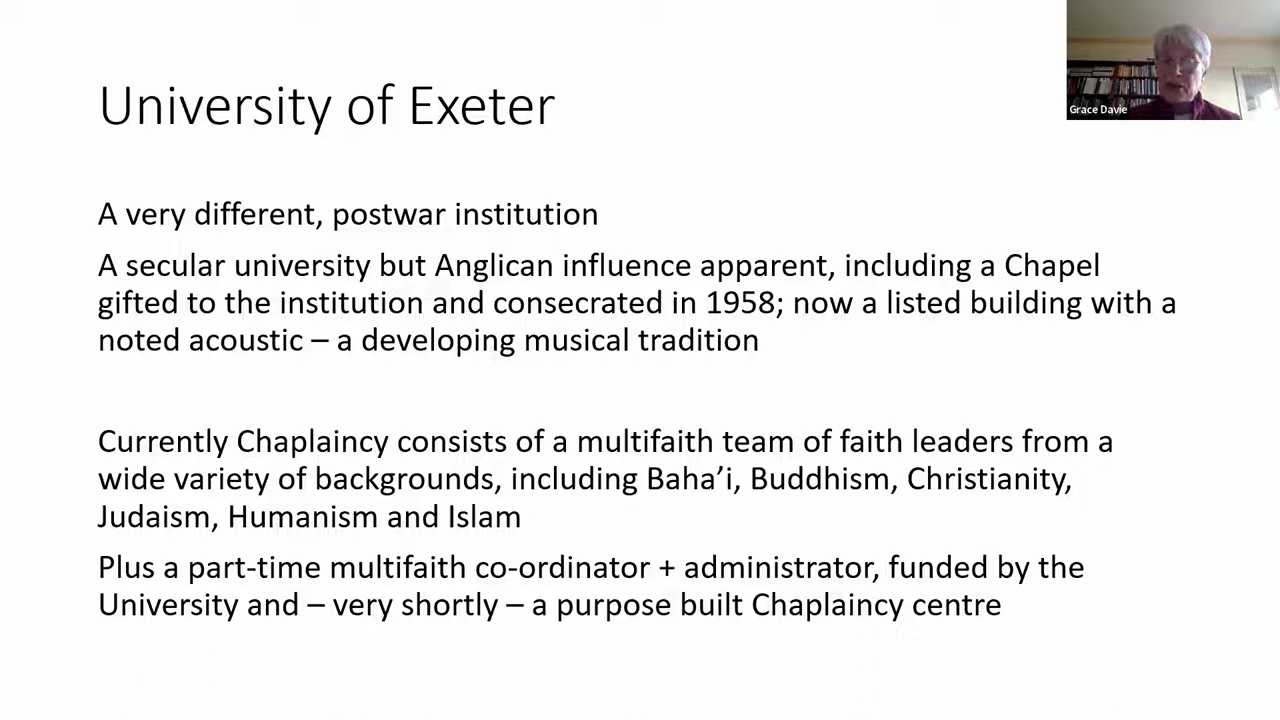 University of Exeter
Grace Davie
A very different, postwar institution
A secular university but Anglican influence apparent, including a Chapel
gifted to the institution and consecrated in 1958; now a listed building with a
noted acoustic – a developing musical tradition
Currently Chaplaincy consists of a multifaith team of faith leaders from a
wide variety of backgrounds, including Baha’i, Buddhism, Christianity,
Judaism, Humanism and Islam
Plus a part-time multifaith co-ordinator + administrator, funded by the
University and – very shortly – a purpose built Chaplaincy centre